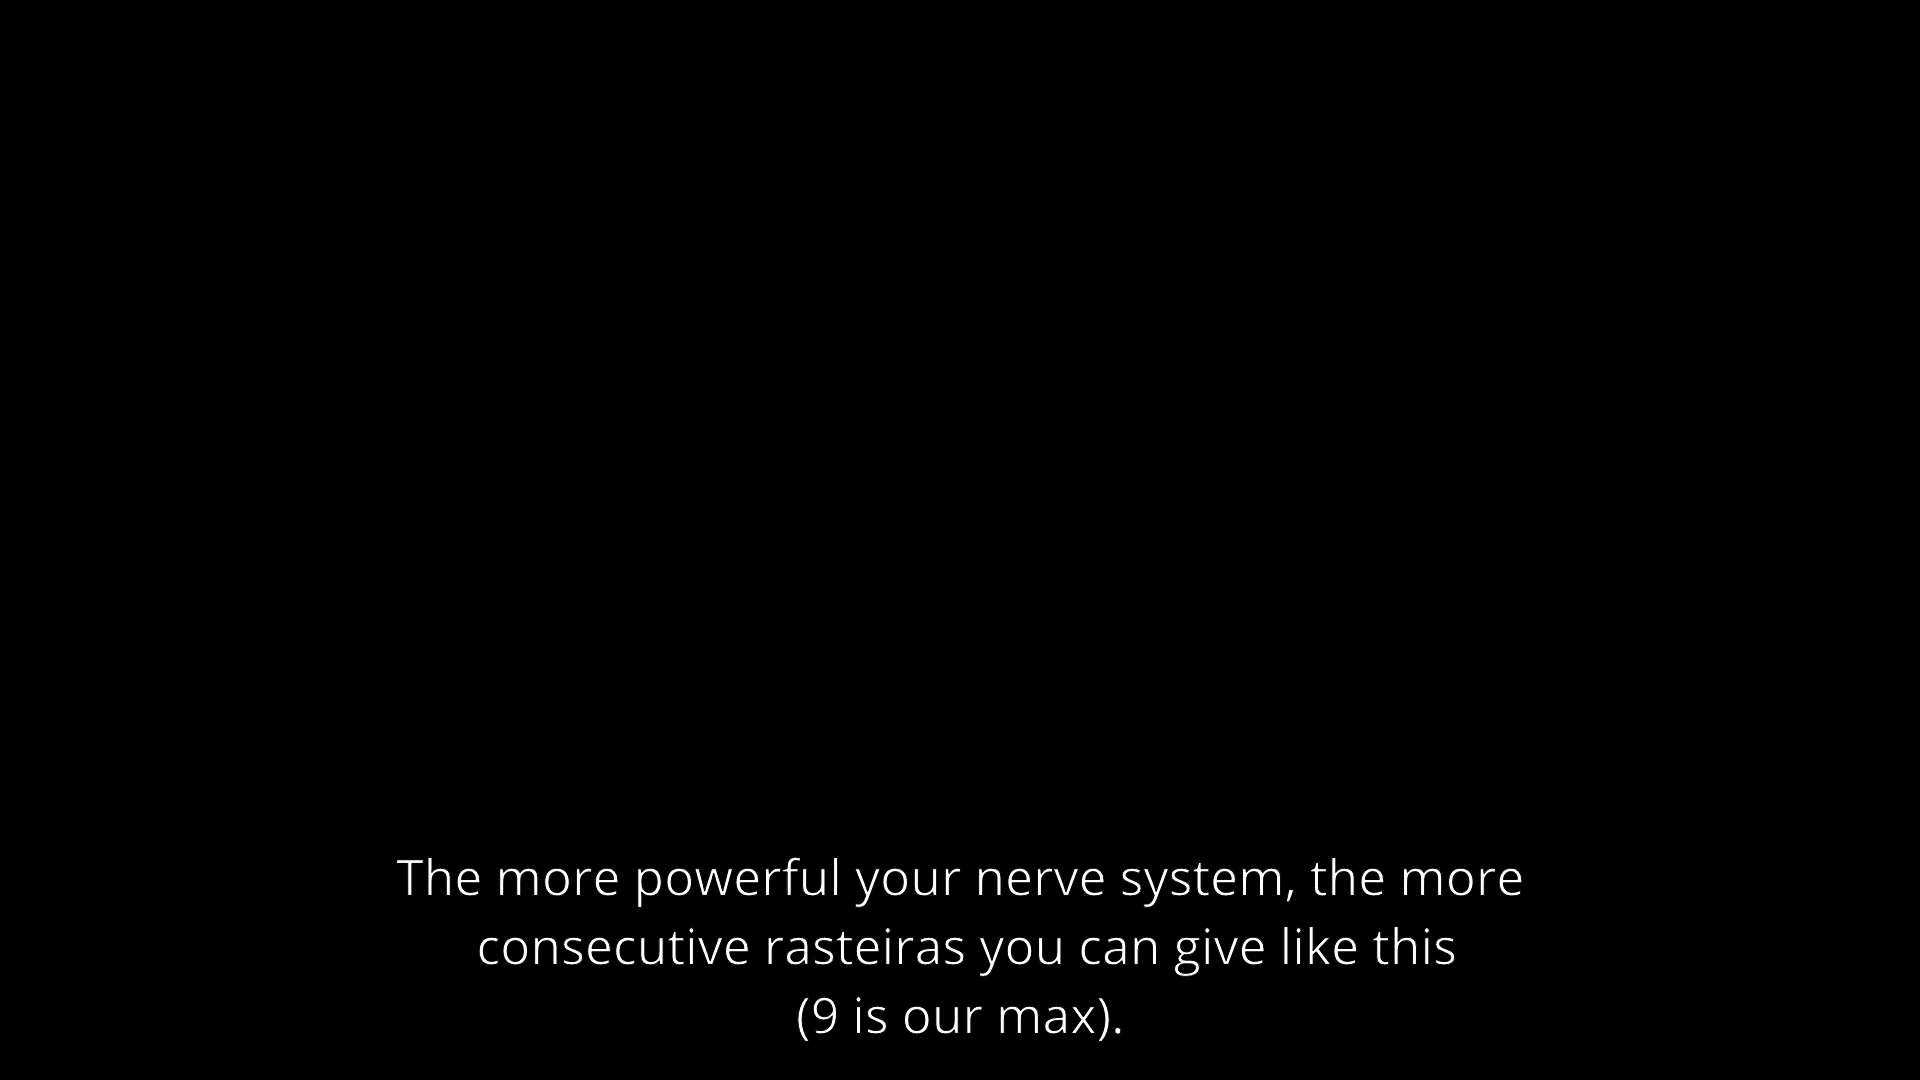 The more powerful your nerve system, the more
consecutive rasteiras you can give like this
(9 is our max).